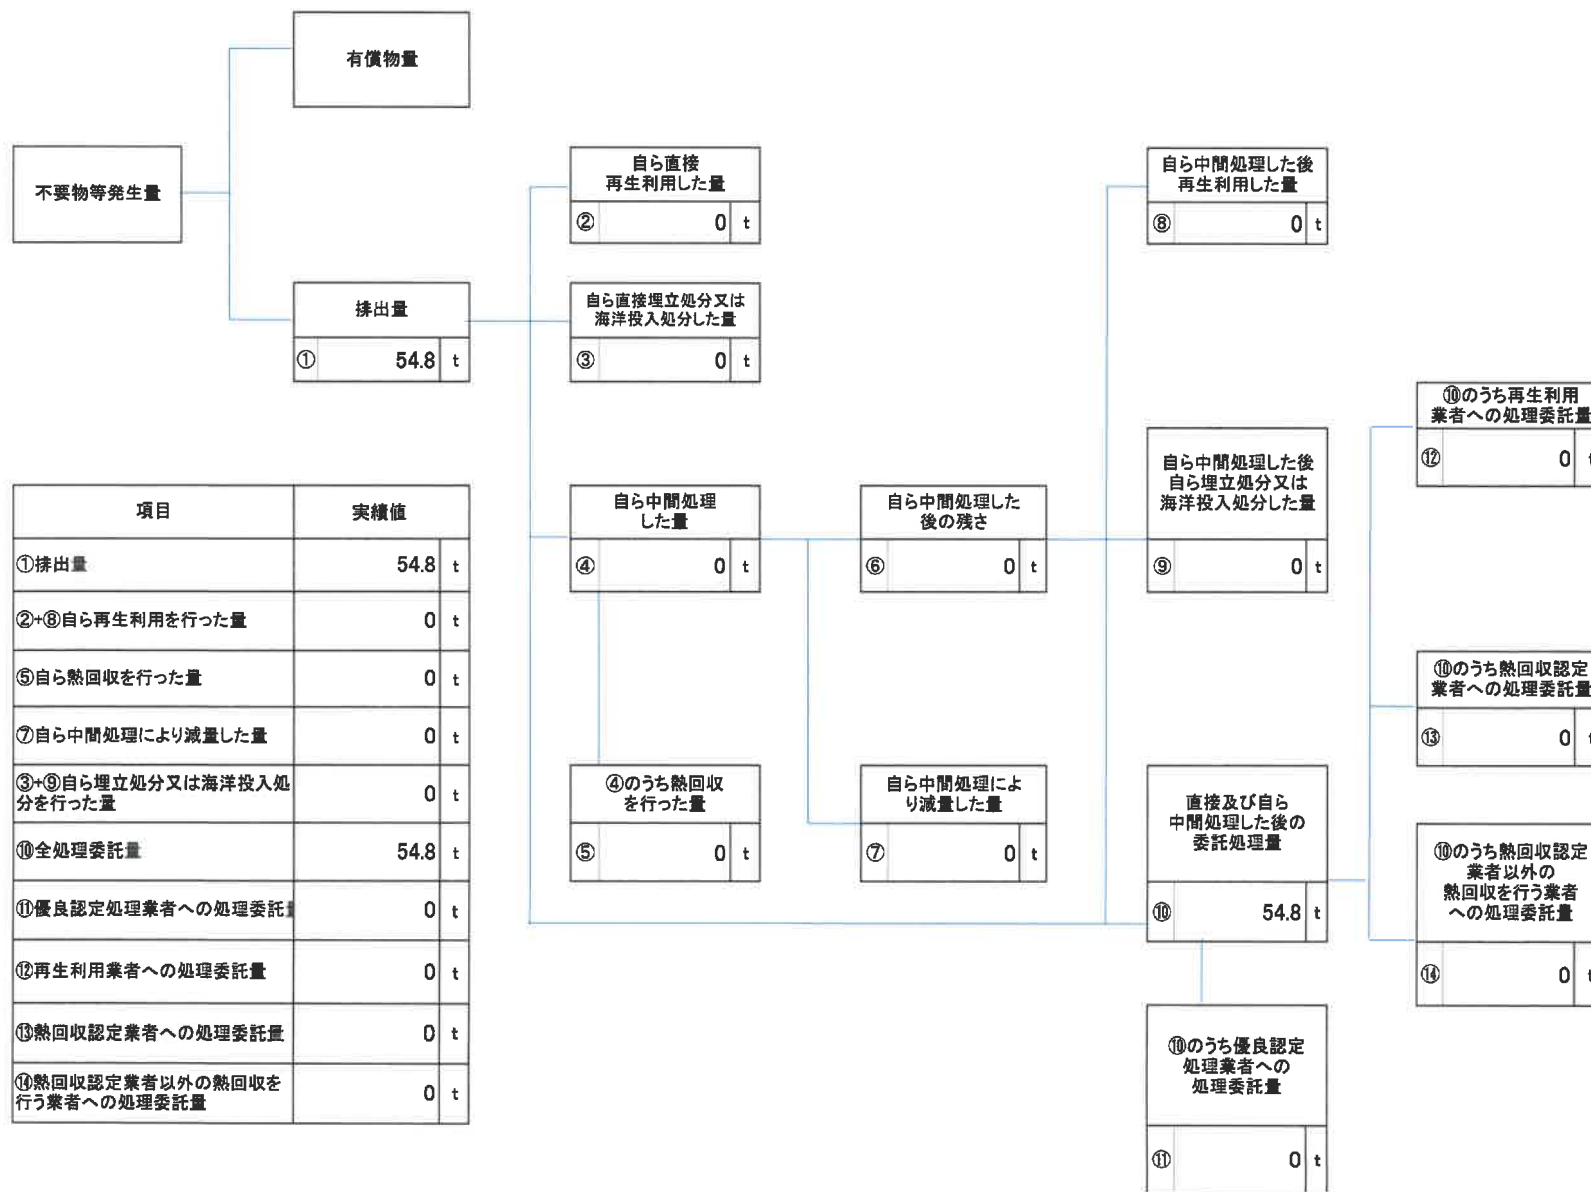 有償物量
不要物等発生量
排出量
① 54.8 t
自ら直接
再生利用した量
② 0 t
自ら直接埋立処分又は
海洋投入処分した量
③ 0 t
自ら中間処理
した量
④ 0 t
④のうち熱回収
を行った量
⑤ 0 t
自ら中間処理した
後の残さ
⑥ 0 t
自ら中間処理によ
り減量した量
⑦ 0 t
自ら中間処理した後
再生利用した量
⑧ 0 t
自ら中間処理した後
自ら埋立処分又は
海洋投入処分した量
⑨ 0 t
直接及び自ら
中間処理した後の
委託処理量
⑩ 54.8 t
⑩のうち優良認定
処理業者への
処理委託量
⑪ 0 t
⑩のうち再生利用
業者への処理委託量
⑫ 0 t
⑩のうち熱回収認定
業者への処理委託量
⑬ 0 t
⑩のうち熱回収認定
業者以外の
熱回収を行う業者
への処理委託量
⑭ 0 t
項目 実績値
①排出量 54.8 t
②+⑧自ら再生利用を行った量 0 t
⑤自ら熱回収を行った量 0 t
⑦自ら中間処理により減量した量 0 t
③+⑨自ら埋立処分又は海洋投入処
分を行った量 0 t
⑩全処理委託量 54.8 t
⑪優良認定処理業者への処理委託量 0 t
⑫再生利用業者への処理委託量 0 t
⑬熱回収認定業者への処理委託量 0 t
⑭熱回収認定業者以外の熱回収を
行う業者への処理委託量 0 t